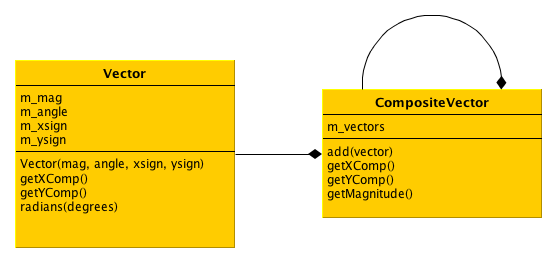 Vector
m_mag
m_angle
m_xsign
m_ysign
Vector(mag, angle, xsign, ysign)
getXComp()
getYComp()
radians(degrees)
CompositeVector
m_vectors
add(vector)
getXComp()
getYComp()
getMagnitude()